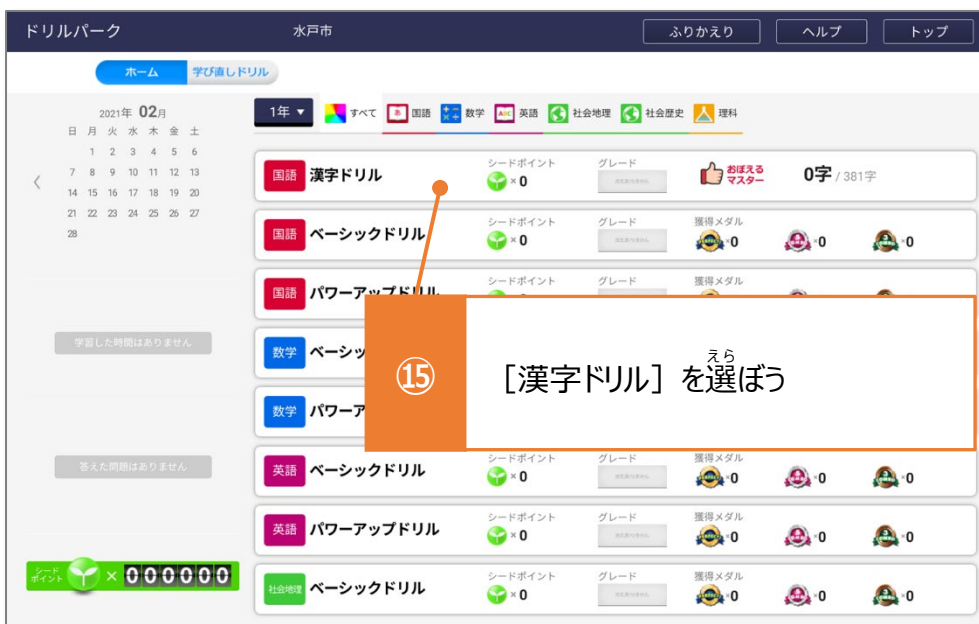 ドリルパーク 水戸市 ふりかえり ヘルプ トップ
ホーム 学び直しドリル
2021年 02月
日 月 火 水 木 金 土
1 2 3 4 5 6
7 8 9 10 11 12 13
14 15 16 17 18 19 20
21 22 23 24 25 26 27
28
学習した時間はありません
答えた問題はありません
シードポイント × 000000
1年 ▼ すべて あ 国語 数学 ABC 英語 社会地理 社会歴史 理科
国語 漢字ドリル シードポイント ×0 グレード おぼえるマスター 0字 / 381字
国語 ベーシックドリル シードポイント ×0 グレード 獲得メダル ×0 ×0 ×0
国語 パワーアップドリル シードポイント グレード 獲得メダル
数学 ベーシッ
数学 パワーア
⑮ [漢字ドリル] を選ぼう
えら
英語 ベーシックドリル シードポイント ×0 グレード 獲得メダル ×0 ×0 ×0
英語 パワーアップドリル シードポイント ×0 グレード 獲得メダル ×0 ×0 ×0
社会地理 ベーシックドリル シードポイント ×0 グレード 獲得メダル ×0 ×0 ×0